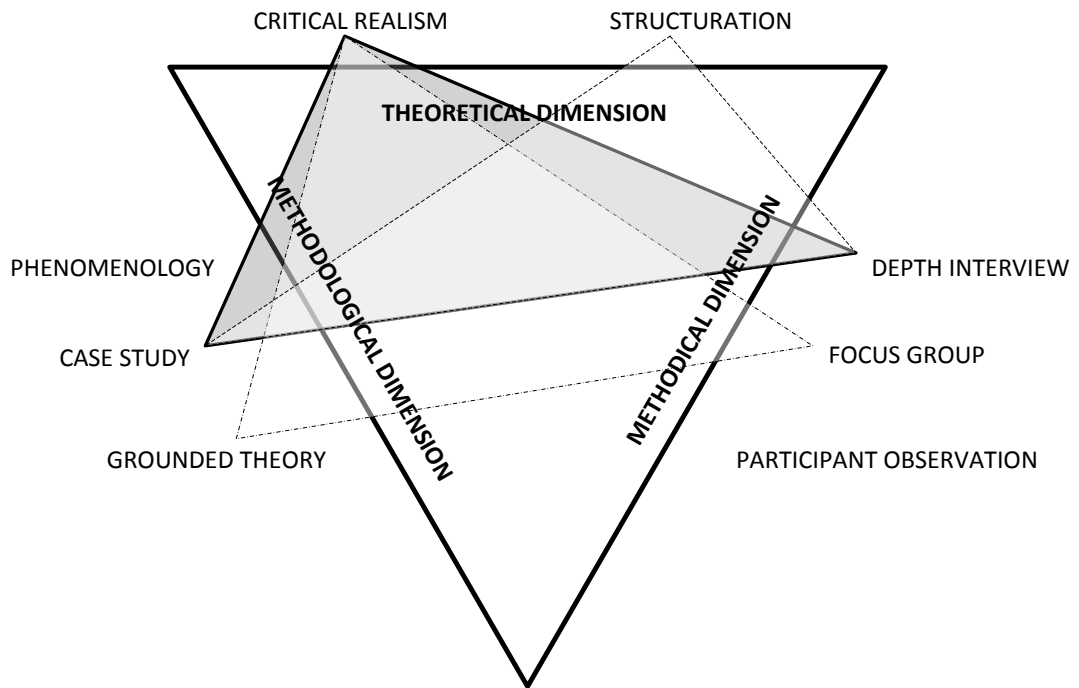 CRITICAL REALISM
STRUCTURATION
THEORETICAL DIMENSION
METHODOLOGICAL DIMENSION
METHODICAL DIMENSION
PHENOMENOLOGY
DEPTH INTERVIEW
CASE STUDY
FOCUS GROUP
GROUNDED THEORY
PARTICIPANT OBSERVATION